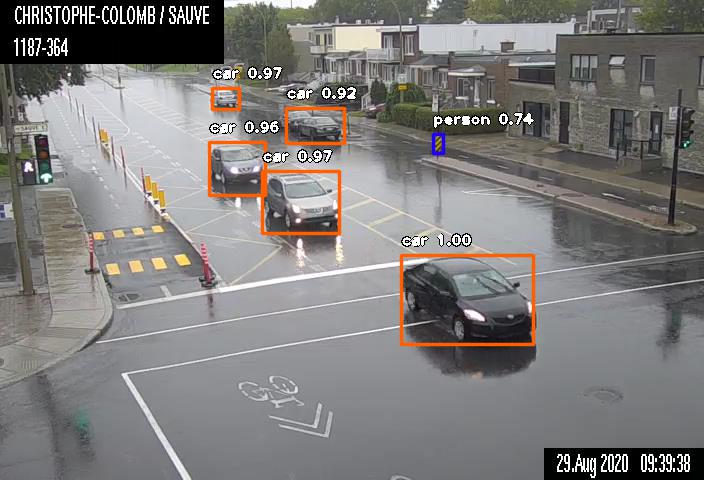 CHRISTOPHE-COLOMB / SAUVE
1187-364
car 0.97
car 0.92
person 0.74
car 0.96
SAUVE
car 0.97
car 1.00
29.Aug 2020 09:39:38